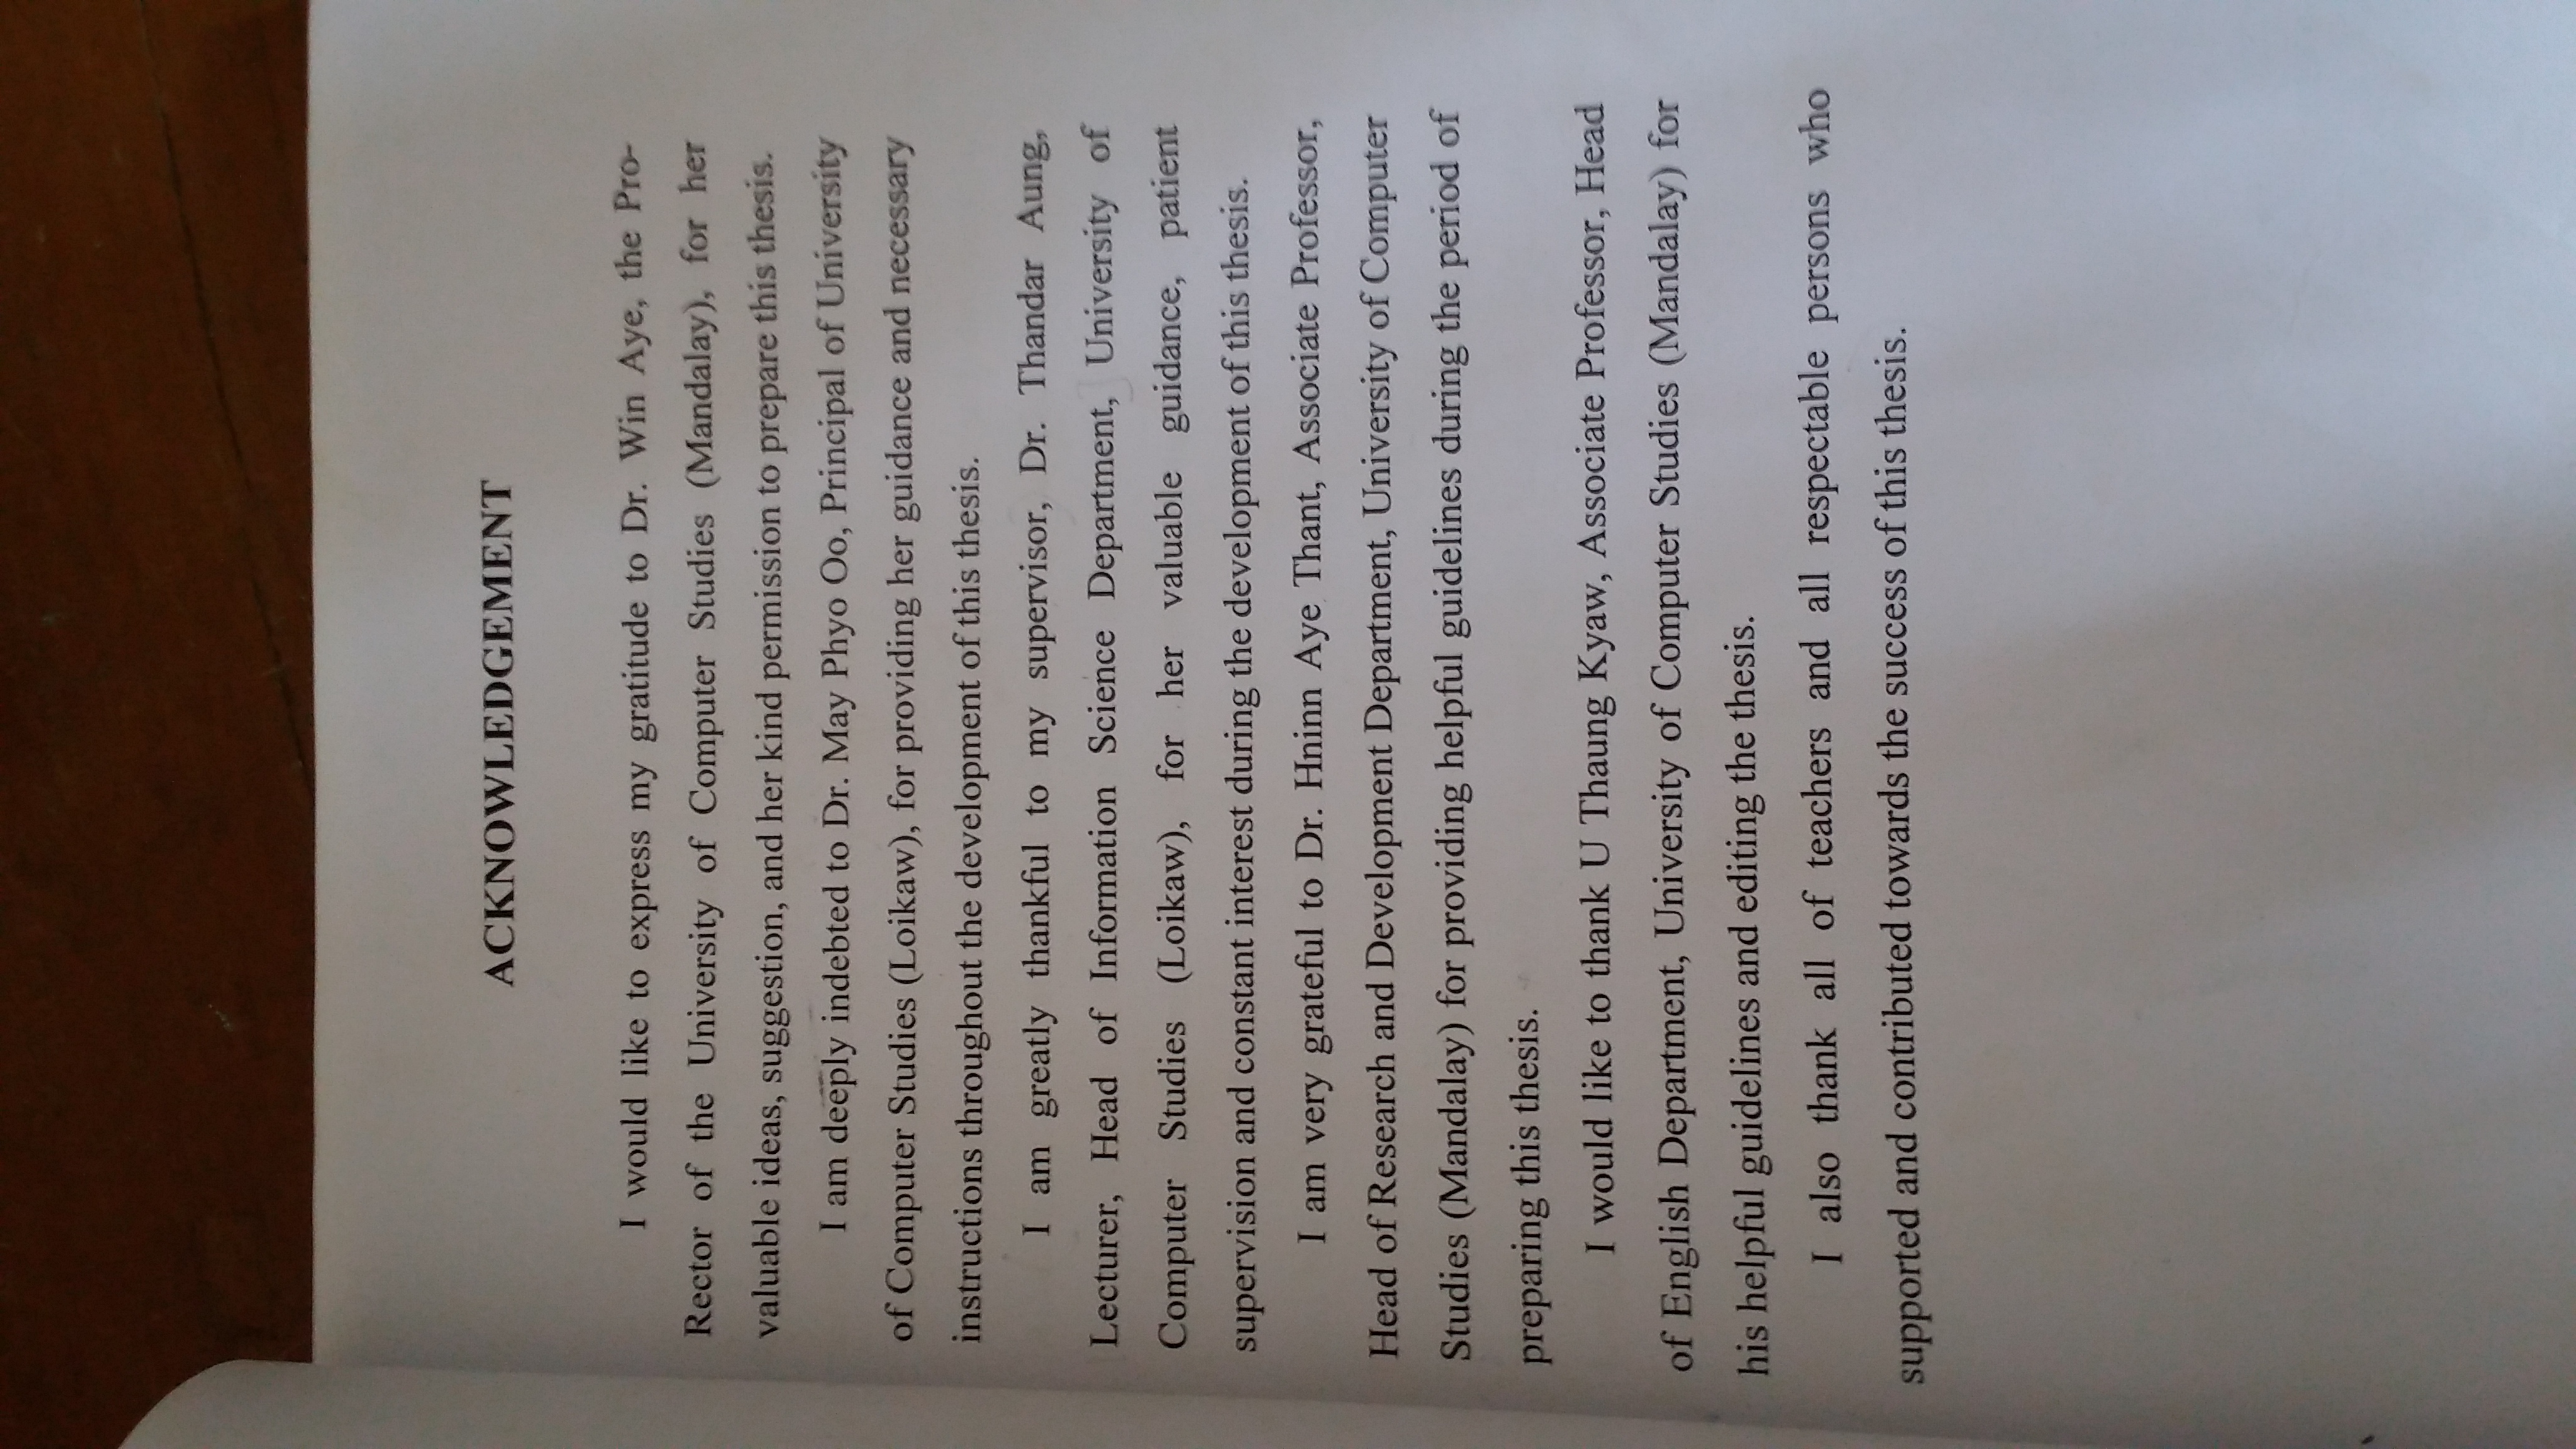 ACKNOWLEDGEMENT
I would like to express my gratitude to Dr. Win Aye, the Pro-
Rector of the University of Computer Studies (Mandalay), for her
valuable ideas, suggestion, and her kind permission to prepare this thesis.
I am deeply indebted to Dr. May Phyo Oo, Principal of University
of Computer Studies (Loikaw), for providing her guidance and necessary
instructions throughout the development of this thesis.
I am greatly thankful to my supervisor, Dr. Thandar Aung,
Lecturer, Head of Information Science Department, University of
Computer Studies (Loikaw), for her valuable guidance, patient
supervision and constant interest during the development of this thesis.
I am very grateful to Dr. Hninn Aye Thant, Associate Professor,
Head of Research and Development Department, University of Computer
Studies (Mandalay) for providing helpful guidelines during the period of
preparing this thesis.
I would like to thank U Thaung Kyaw, Associate Professor, Head
of English Department, University of Computer Studies (Mandalay) for
his helpful guidelines and editing the thesis.
I also thank all of teachers and all respectable persons who
supported and contributed towards the success of this thesis.